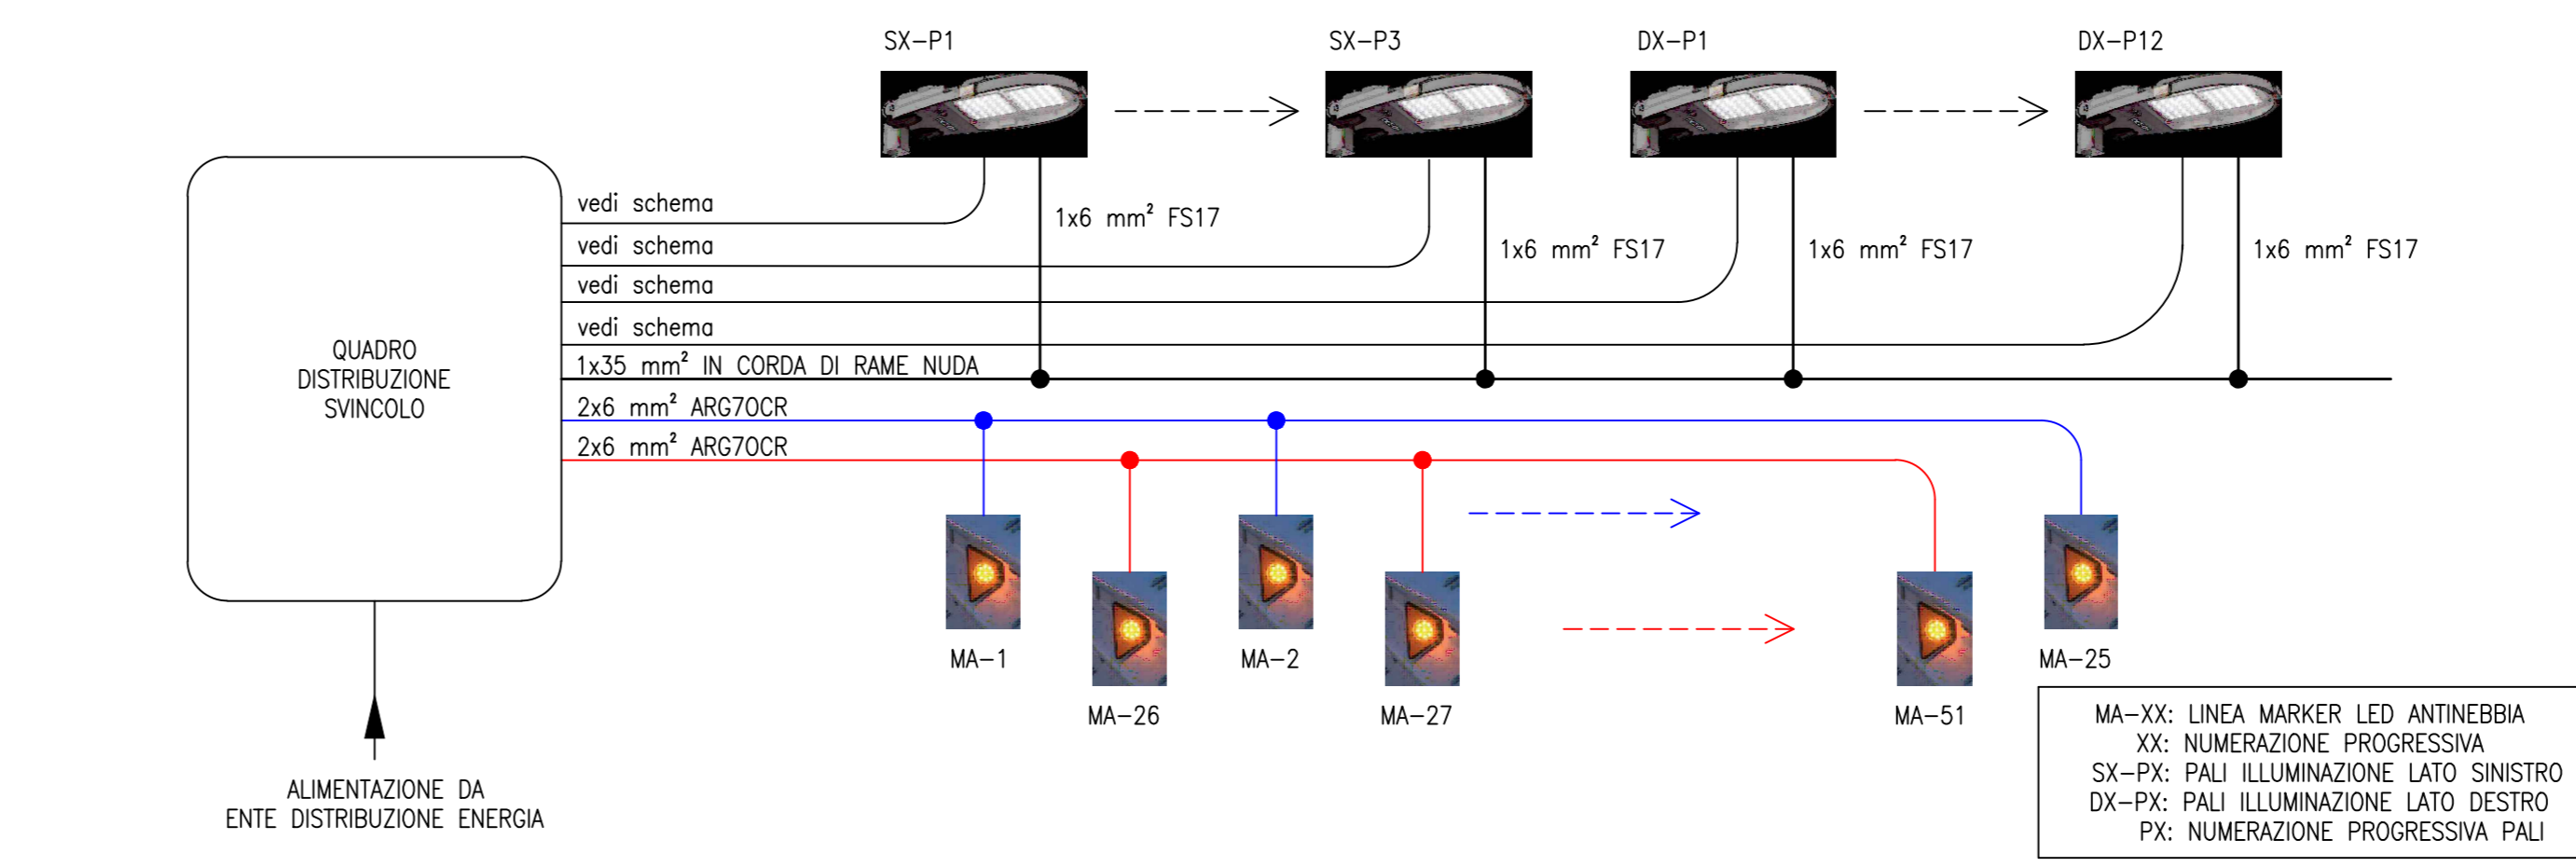 SX-P1
SX-P3
DX-P1
DX-P12
vedi schema
1x6 mm² FS17
vedi schema
1x6 mm² FS17
1x6 mm² FS17
1x6 mm² FS17
vedi schema
vedi schema
QUADRO
DISTRIBUZIONE
SVINCOLO
1x35 mm² IN CORDA DI RAME NUDA
2x6 mm² ARG7OCR
2x6 mm² ARG7OCR
MA-1
MA-2
MA-25
MA-26
MA-27
MA-51
ALIMENTAZIONE DA
ENTE DISTRIBUZIONE ENERGIA
MA-XX: LINEA MARKER LED ANTINEBBIA
XX: NUMERAZIONE PROGRESSIVA
SX-PX: PALI ILLUMINAZIONE LATO SINISTRO
DX-PX: PALI ILLUMINAZIONE LATO DESTRO
PX: NUMERAZIONE PROGRESSIVA PALI